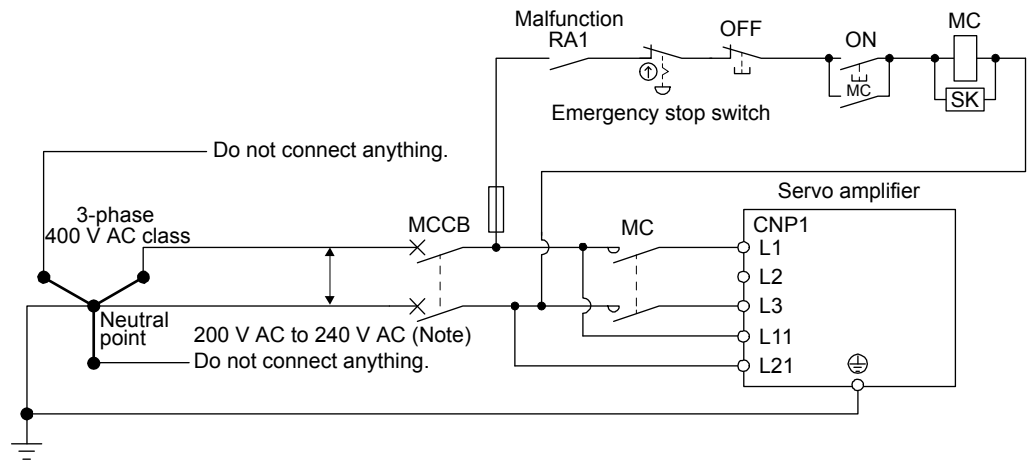 Malfunction
RA1
OFF
ON
MC
MC
SK
Emergency stop switch
Do not connect anything.
3-phase
400 V AC class
MCCB
MC
Servo amplifier
CNP1
L1
L2
L3
L11
L21
Neutral
point
200 V AC to 240 V AC (Note)
Do not connect anything.